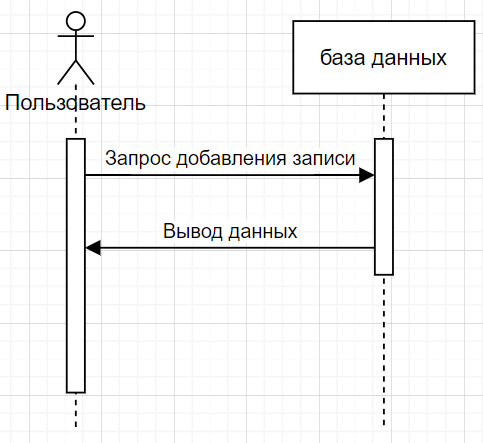 база данных
Пользователь
Запрос добавления записи
Вывод данных